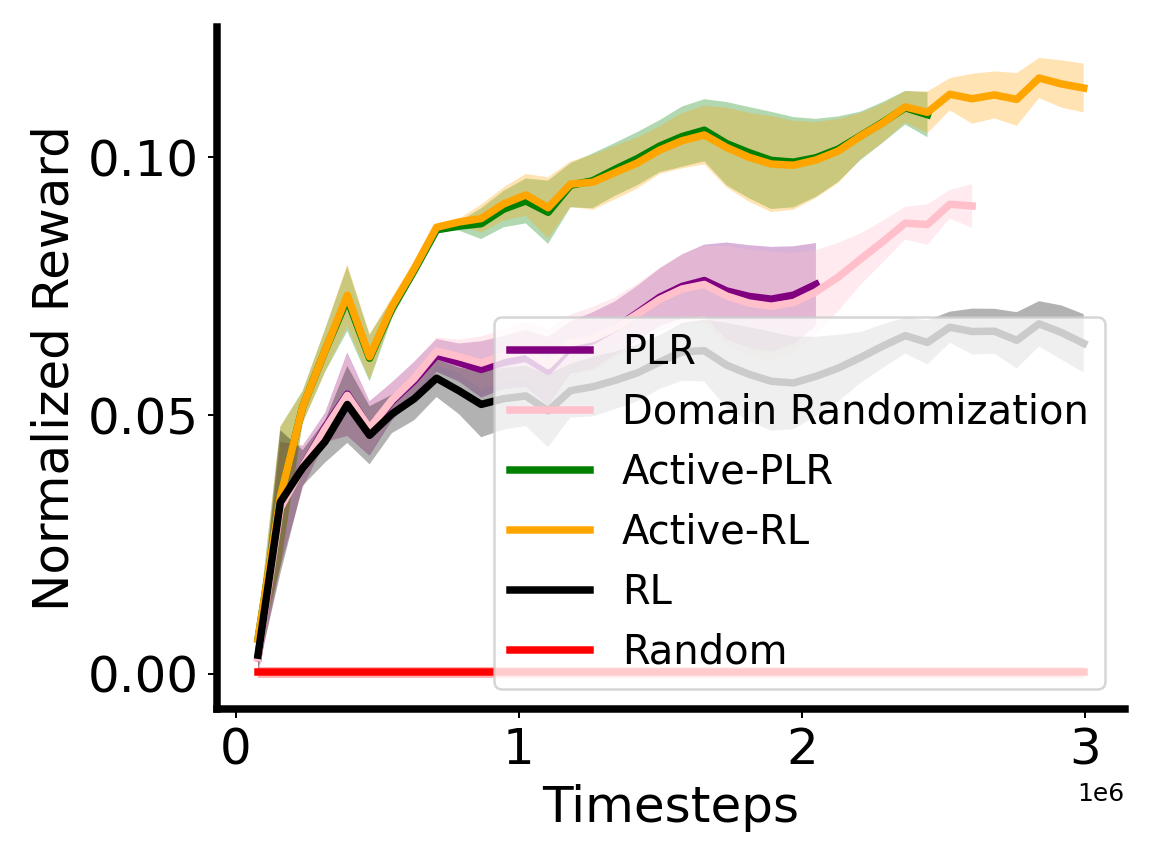 Normalized Reward
0.10
0.05
0.00
PLR
Domain Randomization
Active-PLR
Active-RL
RL
Random
0
1
2
3
1e6
Timesteps